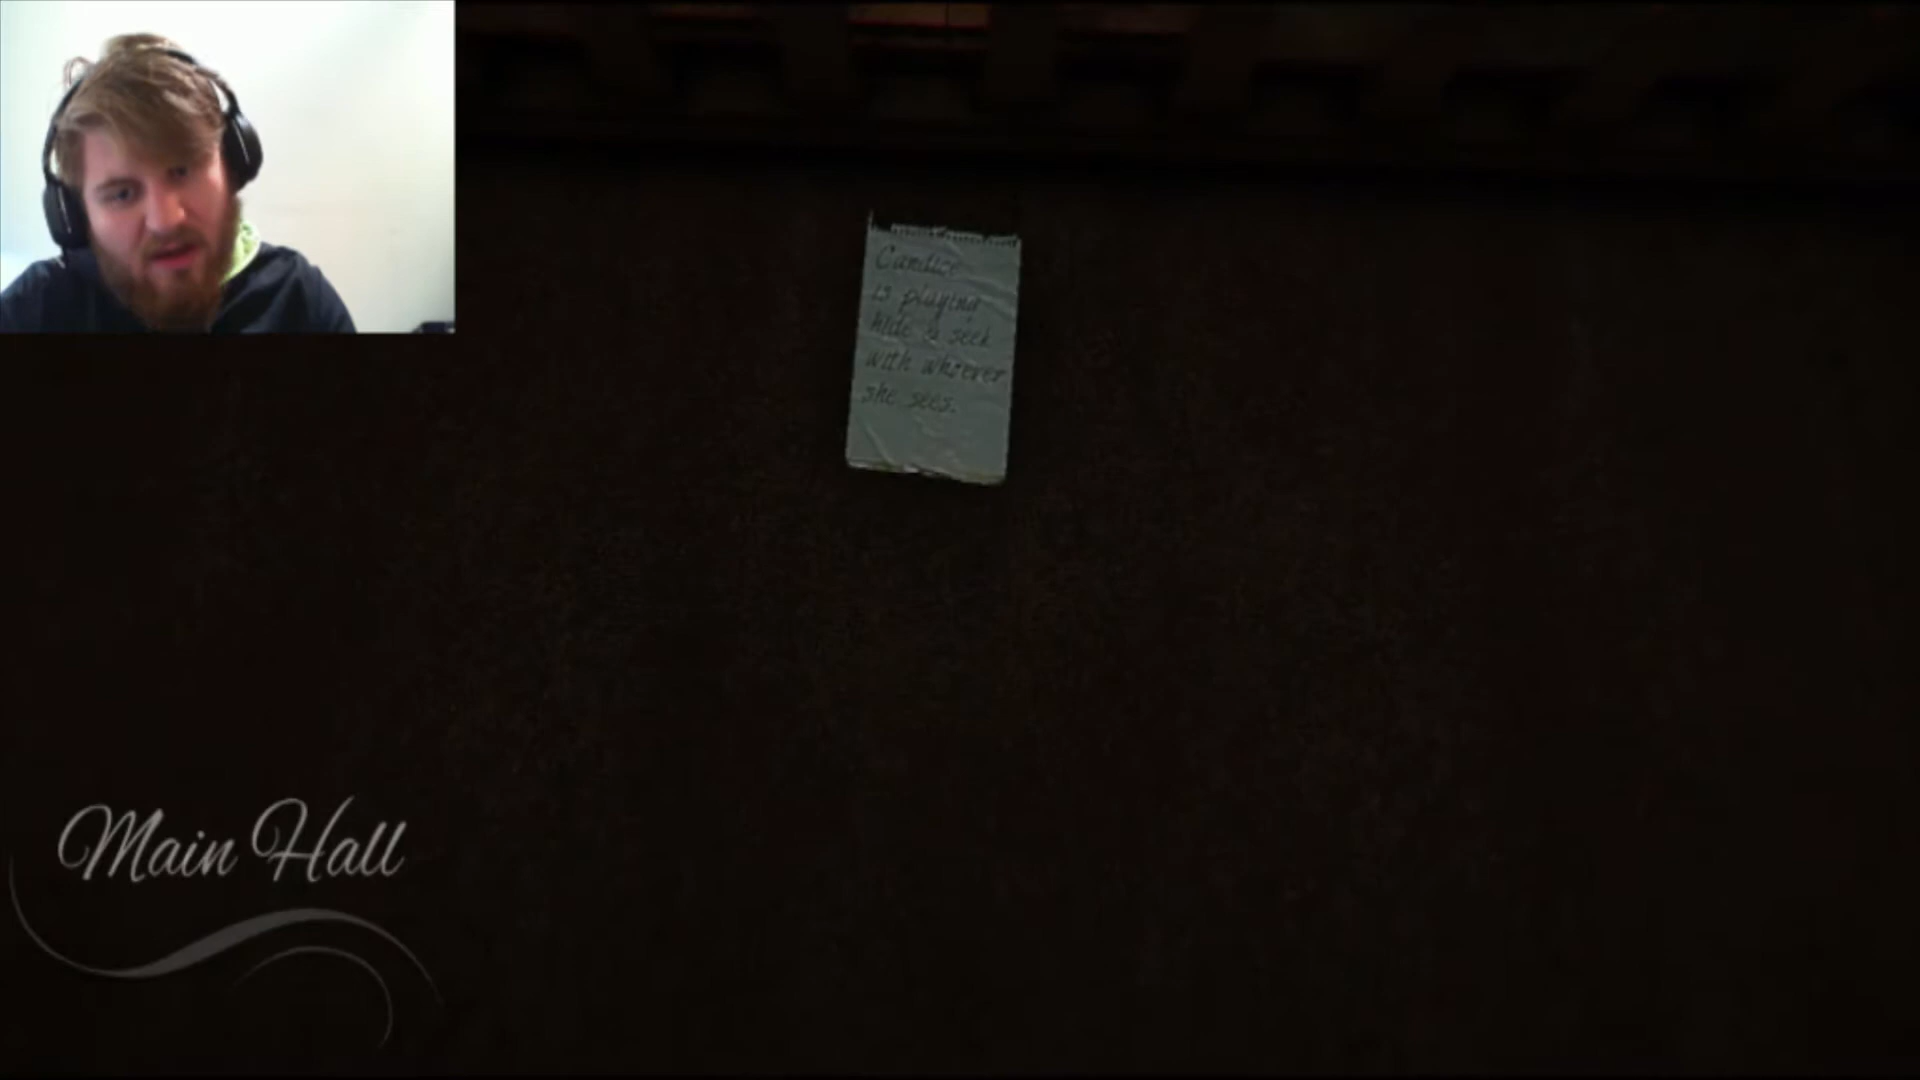 Candice
is playing
hide & seek
with whoever
she sees.
Main Hall